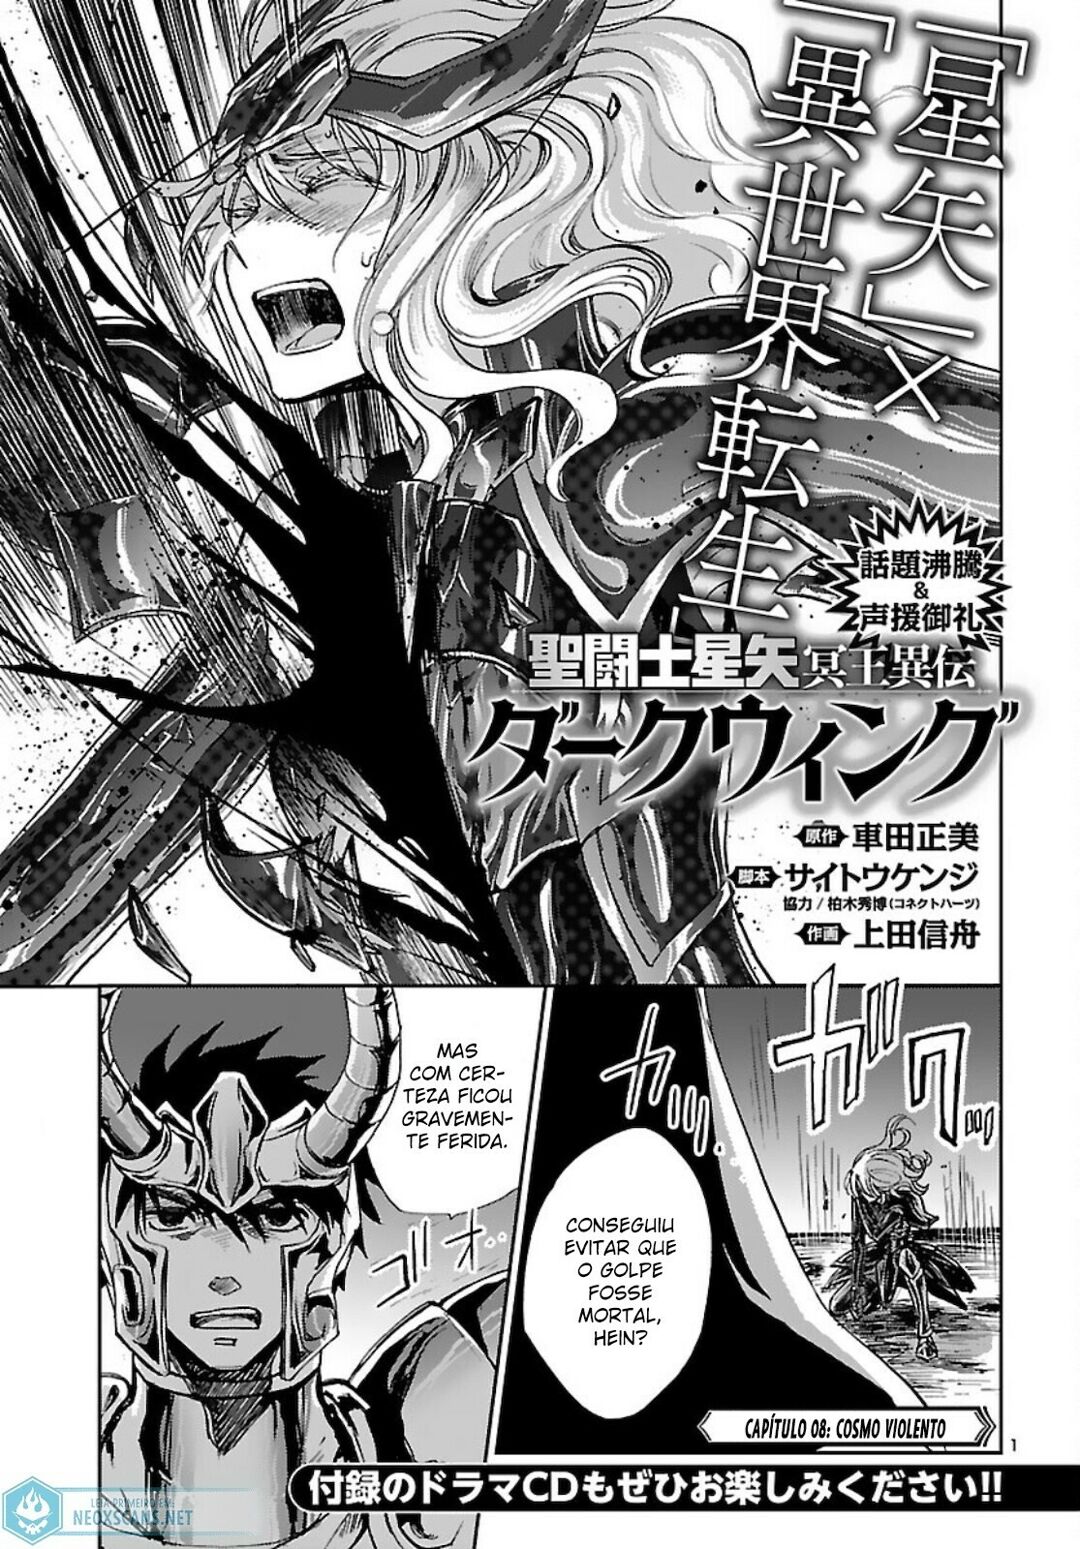 「星矢」×
「異世界転生」
話題沸騰
&
声援御礼
聖闘士星矢 冥王異伝
ダークウィング
原作 車田正美
脚本 サイトウケンジ
協力/柏木秀博(コネクトハーツ)
作画 上田信舟
ガガク
CONSEGUIU
EVITAR QUE
O GOLPE
FOSSE
MORTAL,
HEIN?
MAS
COM CER-
TEZA FICOU
GRAVEMEN-
TE FERIDA.
ゴオ..
CAPÍTULO 08: COSMO VIOLENTO
1
付録のドラマCDもぜひお楽しみください!!
LEIA PRIMEIRO EM:
NEOXSCANS.NET